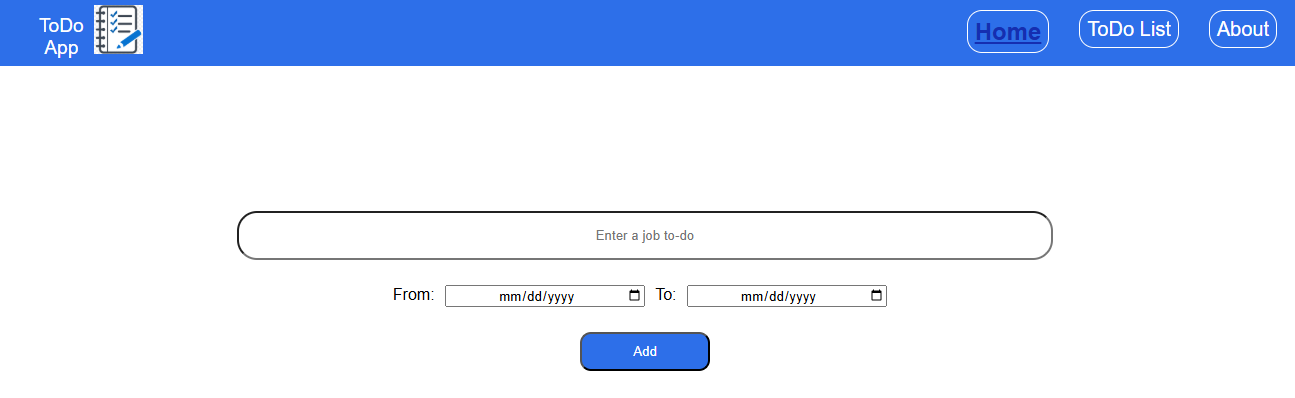 ToDo
App
Home
ToDo List
About
Enter a job to-do
From: mm/dd/yyyy To: mm/dd/yyyy
Add